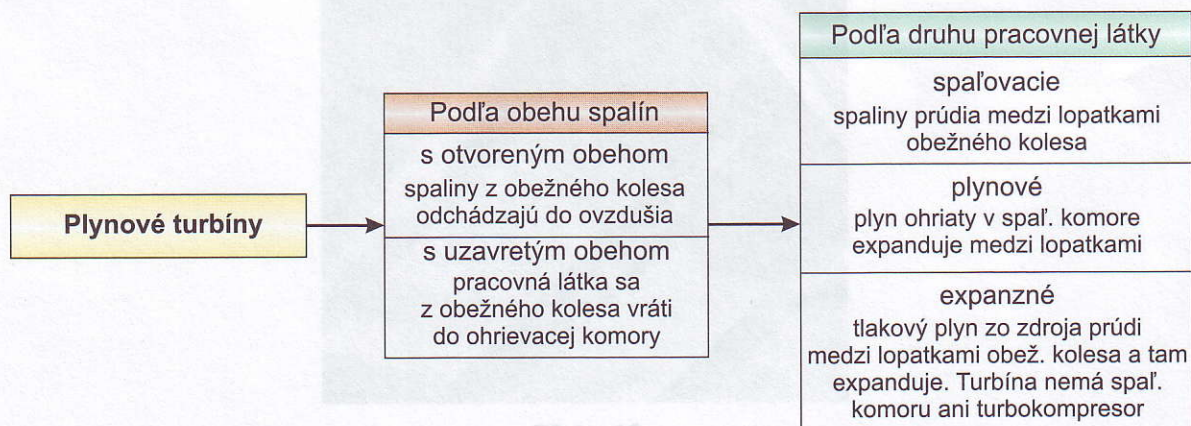 Plynové turbíny
Podľa obehu spalín
s otvoreným obehom
spaliny z obežného kolesa
odchádzajú do ovzdušia
s uzavretým obehom
pracovná látka sa
z obežného kolesa vráti
do ohrievacej komory
Podľa druhu pracovnej látky
spaľovacie
spaliny prúdia medzi lopatkami
obežného kolesa
plynové
plyn ohriaty v spaľ. komore
expanduje medzi lopatkami
expanzné
tlakový plyn zo zdroja prúdi
medzi lopatkami obež. kolesa a tam
expanduje. Turbína nemá spaľ.
komoru ani turbokompresor